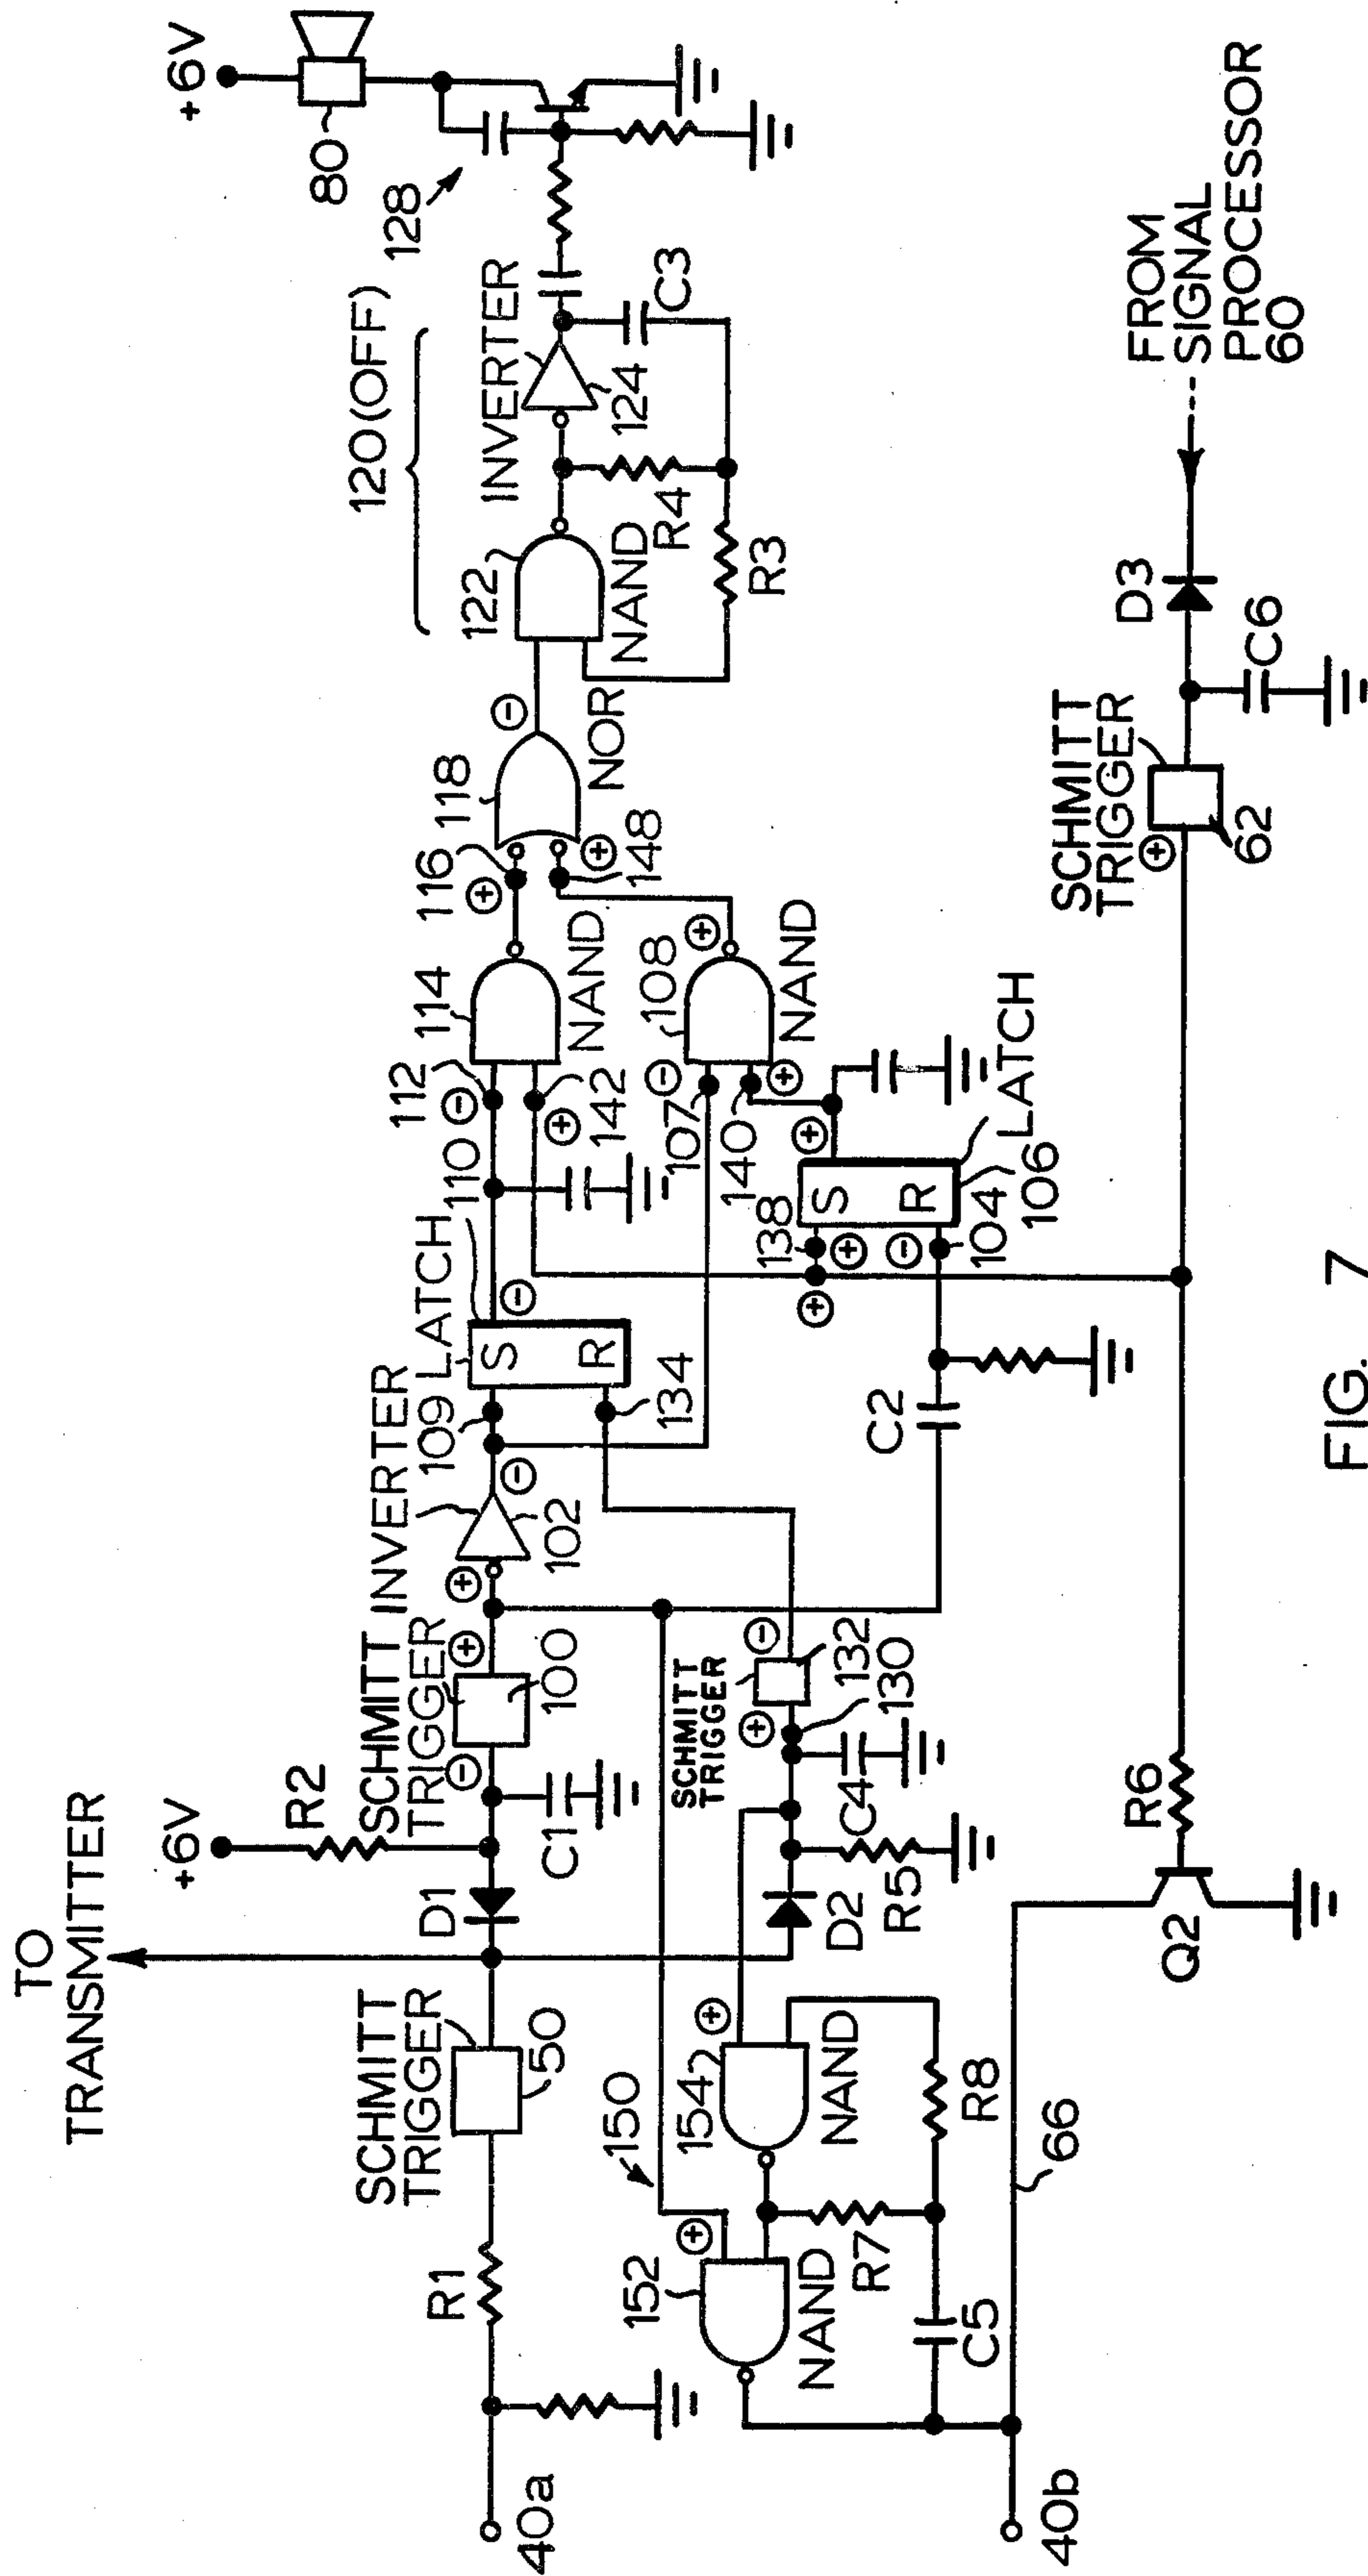 TO
TRANSMITTER
+6V
R2
40a
R1
SCHMITT
TRIGGER
50
D1
C1
SCHMITT
TRIGGER
100
INVERTER
102
109
LATCH
110
112
114
NAND
142
116
118
NOR
148
122
NAND
120 (OFF)
INVERTER
124
R4
R3
C3
128
80
+6V
134
107
108
NAND
140
S
R
S
R
LATCH
138
104
106
C2
SCHMITT
TRIGGER
132
130
C4
R5
D2
150
152
NAND
154
NAND
R7
R8
C5
66
40b
Q2
R6
SCHMITT
TRIGGER
62
C6
D3
FROM
SIGNAL
PROCESSOR
60
FIG. 7